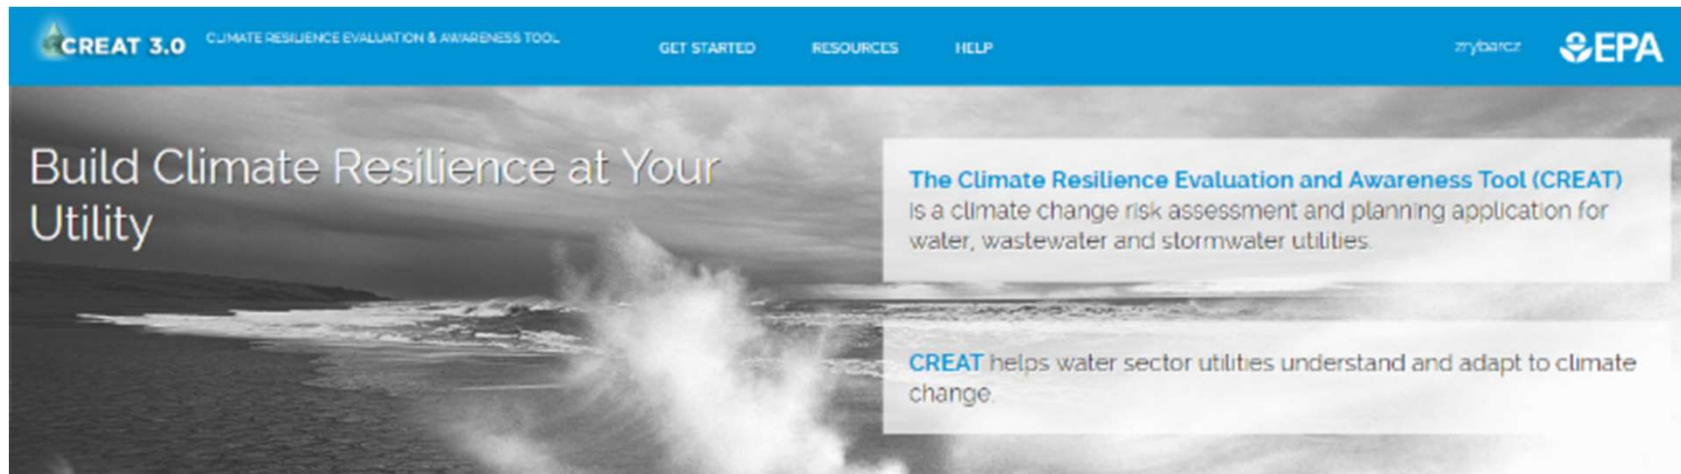 CREAT 3.0
CLIMATE RESILIENCE EVALUATION & AWARENESS TOOL
GET STARTED
RESOURCES
HELP
zrybarcz
EPA
Build Climate Resilience at Your
Utility
The Climate Resilience Evaluation and Awareness Tool (CREAT)
is a climate change risk assessment and planning application for
water, wastewater and stormwater utilities.
CREAT helps water sector utilities understand and adapt to climate
change.